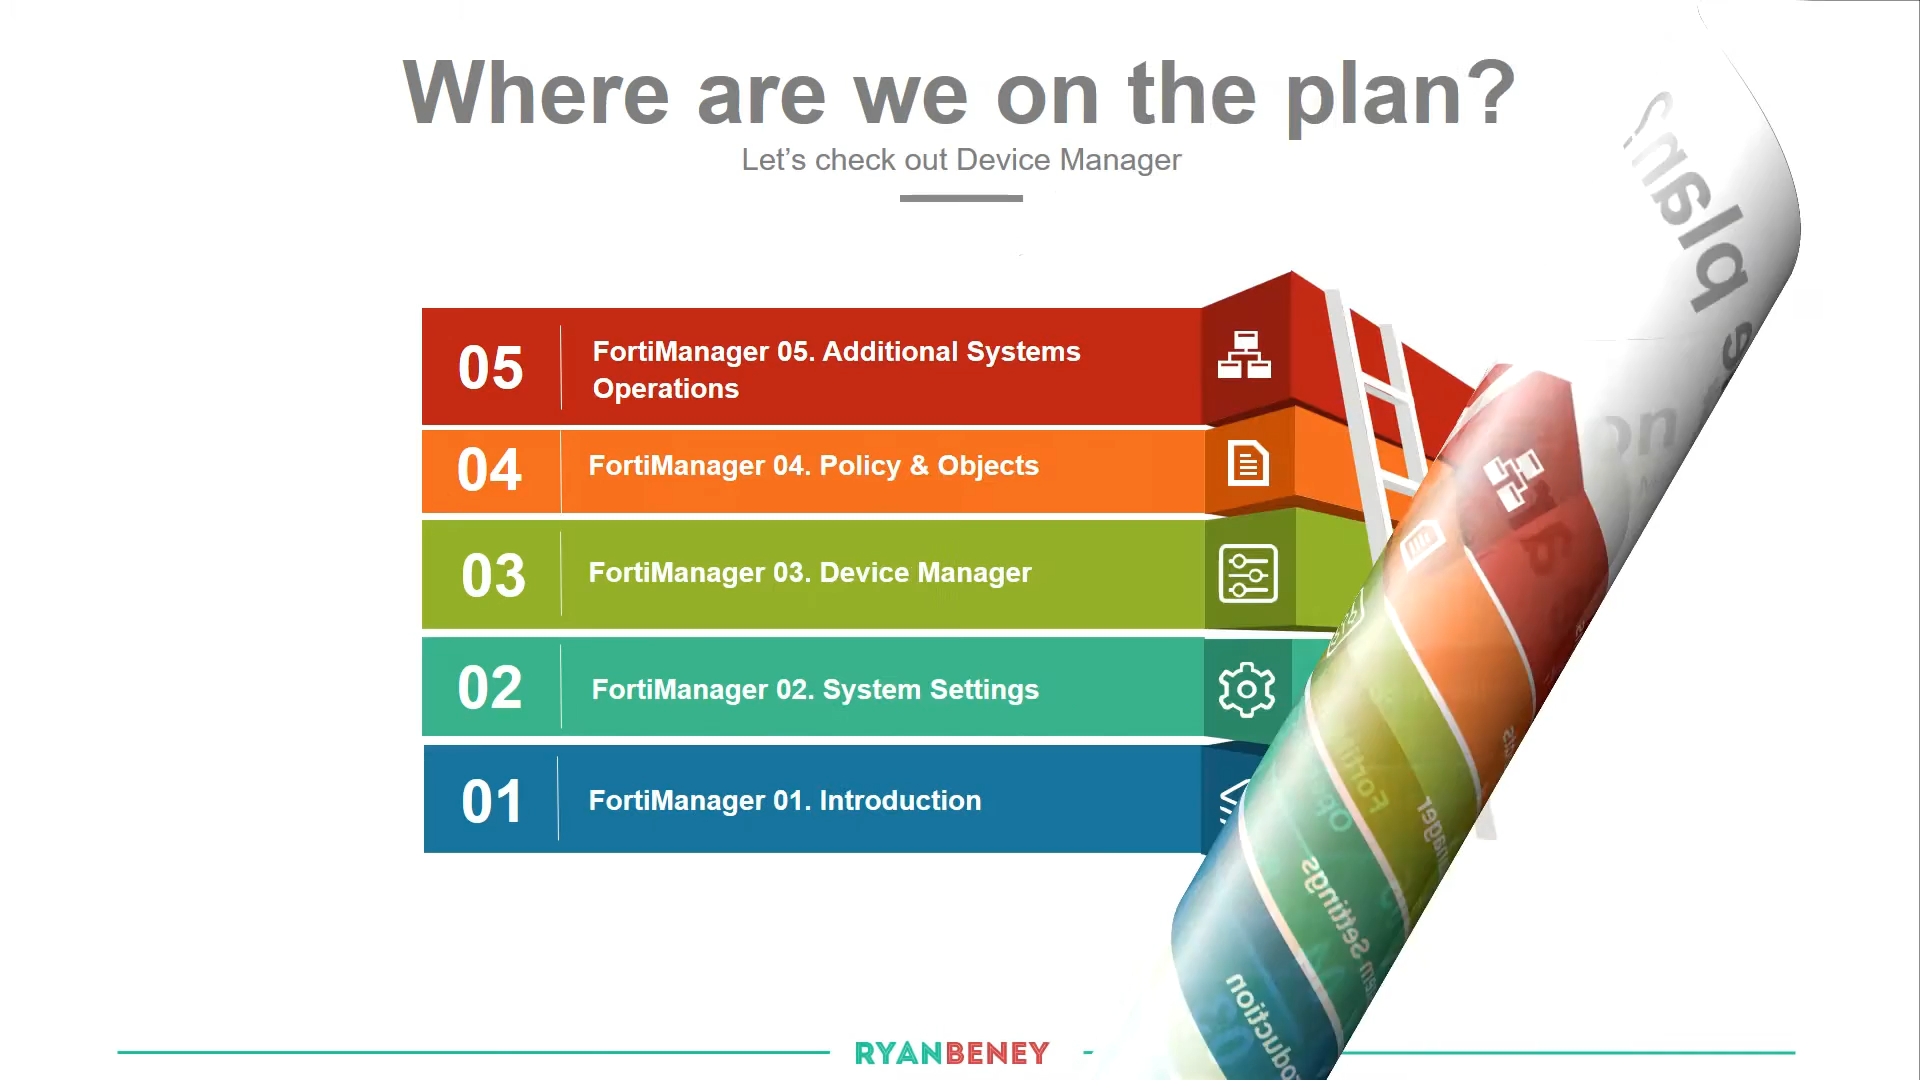 Where are we on the plan?
Let’s check out Device Manager
05
FortiManager 05. Additional Systems
Operations
04
FortiManager 04. Policy & Objects
03
FortiManager 03. Device Manager
02
FortiManager 02. System Settings
01
FortiManager 01. Introduction
RYANBENEY